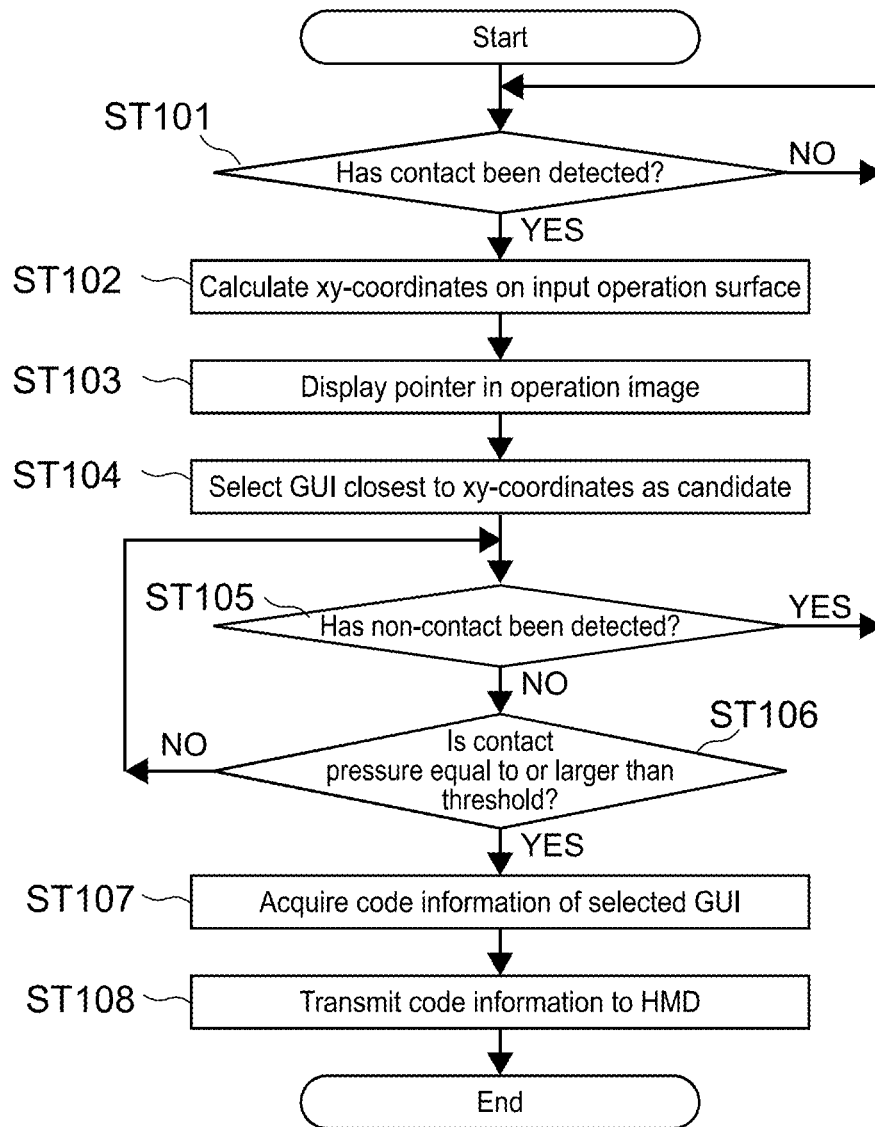 Start
ST101
Has contact been detected?
NO
YES
ST102
Calculate xy-coordinates on input operation surface
ST103
Display pointer in operation image
ST104
Select GUI closest to xy-coordinates as candidate
ST105
Has non-contact been detected?
YES
NO
ST106
NO
Is contact
pressure equal to or larger than
threshold?
YES
ST107
Acquire code information of selected GUI
ST108
Transmit code information to HMD
End